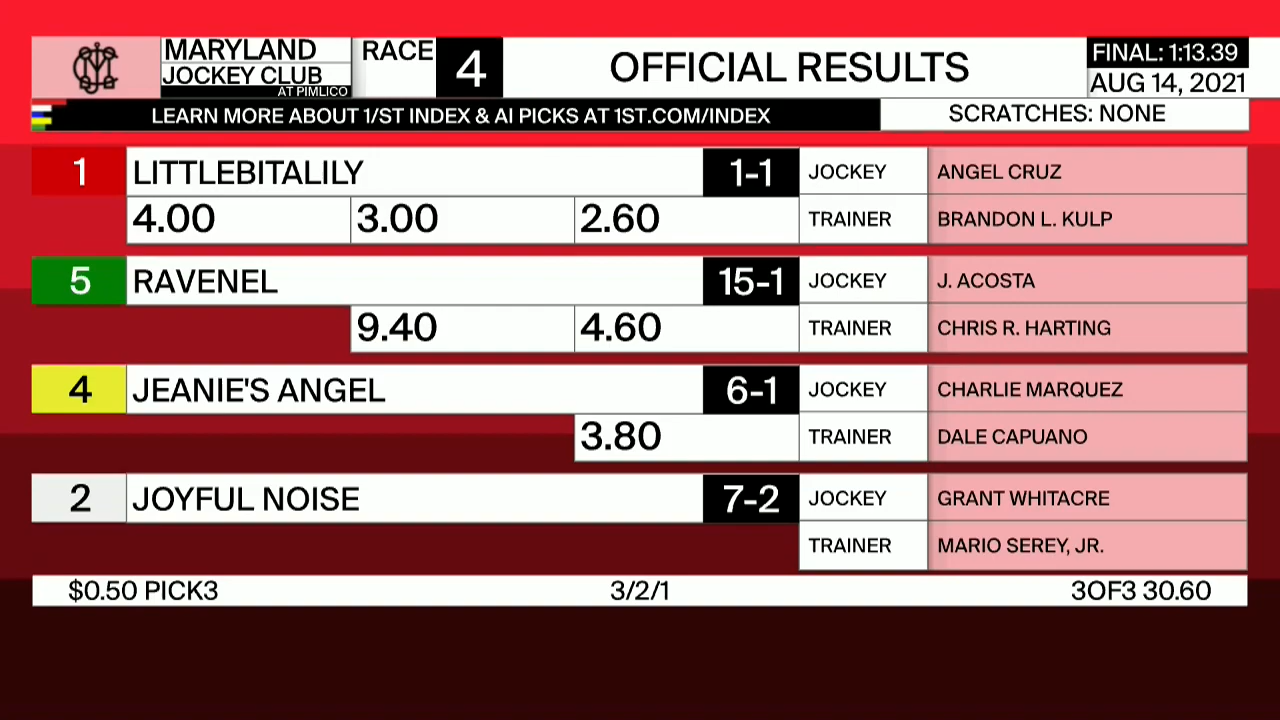 MARYLAND
JOCKEY CLUB
AT PIMLICO
RACE 4
OFFICIAL RESULTS
FINAL: 1:13.39
AUG 14, 2021
LEARN MORE ABOUT 1/ST INDEX & AI PICKS AT 1ST.COM/INDEX
SCRATCHES: NONE
1 LITTLEBITALILY 1-1 JOCKEY ANGEL CRUZ
4.00 3.00 2.60 TRAINER BRANDON L. KULP
5 RAVENEL 15-1 JOCKEY J. ACOSTA
9.40 4.60 TRAINER CHRIS R. HARTING
4 JEANIE'S ANGEL 6-1 JOCKEY CHARLIE MARQUEZ
3.80 TRAINER DALE CAPUANO
2 JOYFUL NOISE 7-2 JOCKEY GRANT WHITACRE
TRAINER MARIO SEREY, JR.
$0.50 PICK3 3/2/1 3OF3 30.60